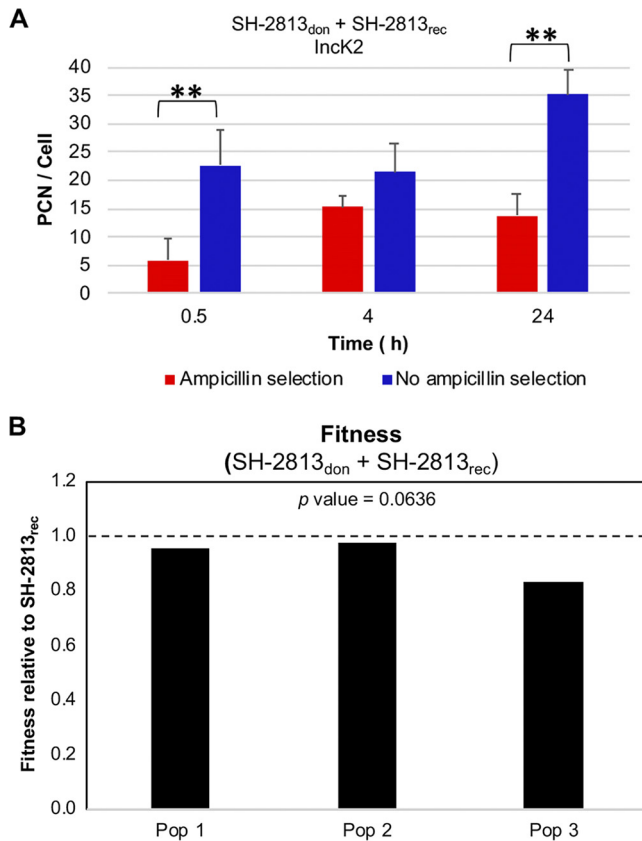 A
SH-2813don + SH-2813rec
IncK2
40
35
30
25
20
15
10
5
0
PCN / Cell
**
**
0.5
4
24
Time ( h)
Ampicillin selection
No ampicillin selection
B
Fitness
(SH-2813don + SH-2813rec)
1.2
1.0
0.8
0.6
0.4
0.2
0.0
Fitness relative to SH-2813rec
p value = 0.0636
Pop 1
Pop 2
Pop 3